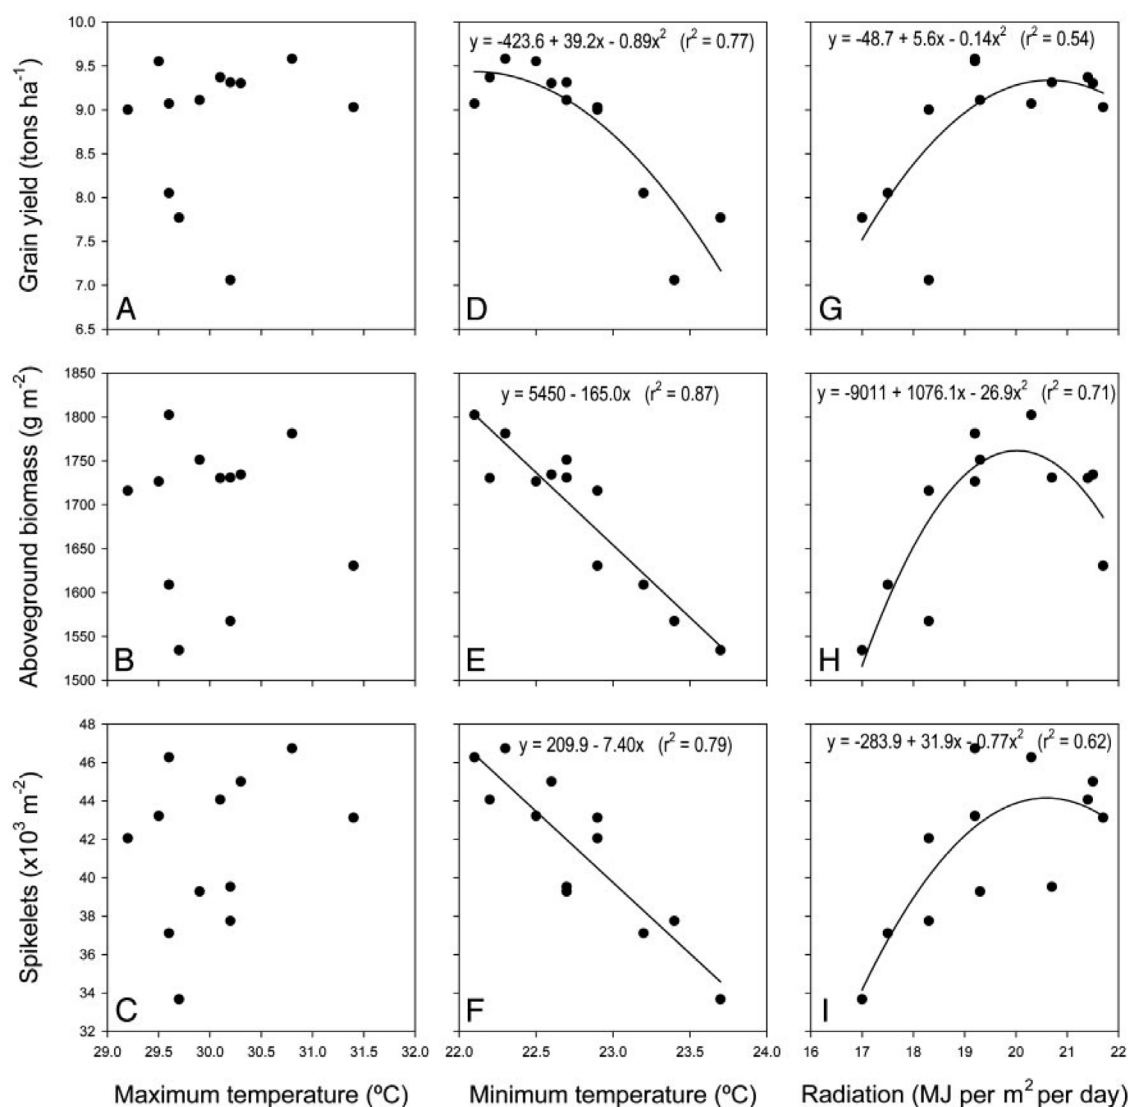 Grain yield (tons ha⁻¹)
10.0
9.5
9.0
8.5
8.0
7.5
7.0
6.5
A
y = -423.6 + 39.2x - 0.89x² (r² = 0.77)
D
y = -48.7 + 5.6x - 0.14x² (r² = 0.54)
G
Aboveground biomass (g m⁻²)
1850
1800
1750
1700
1650
1600
1550
1500
B
y = 5450 - 165.0x (r² = 0.87)
E
y = -9011 + 1076.1x - 26.9x² (r² = 0.71)
H
Spikelets (x10³ m⁻²)
48
46
44
42
40
38
36
34
32
C
y = 209.9 - 7.40x (r² = 0.79)
F
y = -283.9 + 31.9x - 0.77x² (r² = 0.62)
I
29.0 29.5 30.0 30.5 31.0 31.5 32.0
22.0 22.5 23.0 23.5 24.0
16 17 18 19 20 21 22
Maximum temperature (ºC)
Minimum temperature (ºC)
Radiation (MJ per m² per day)